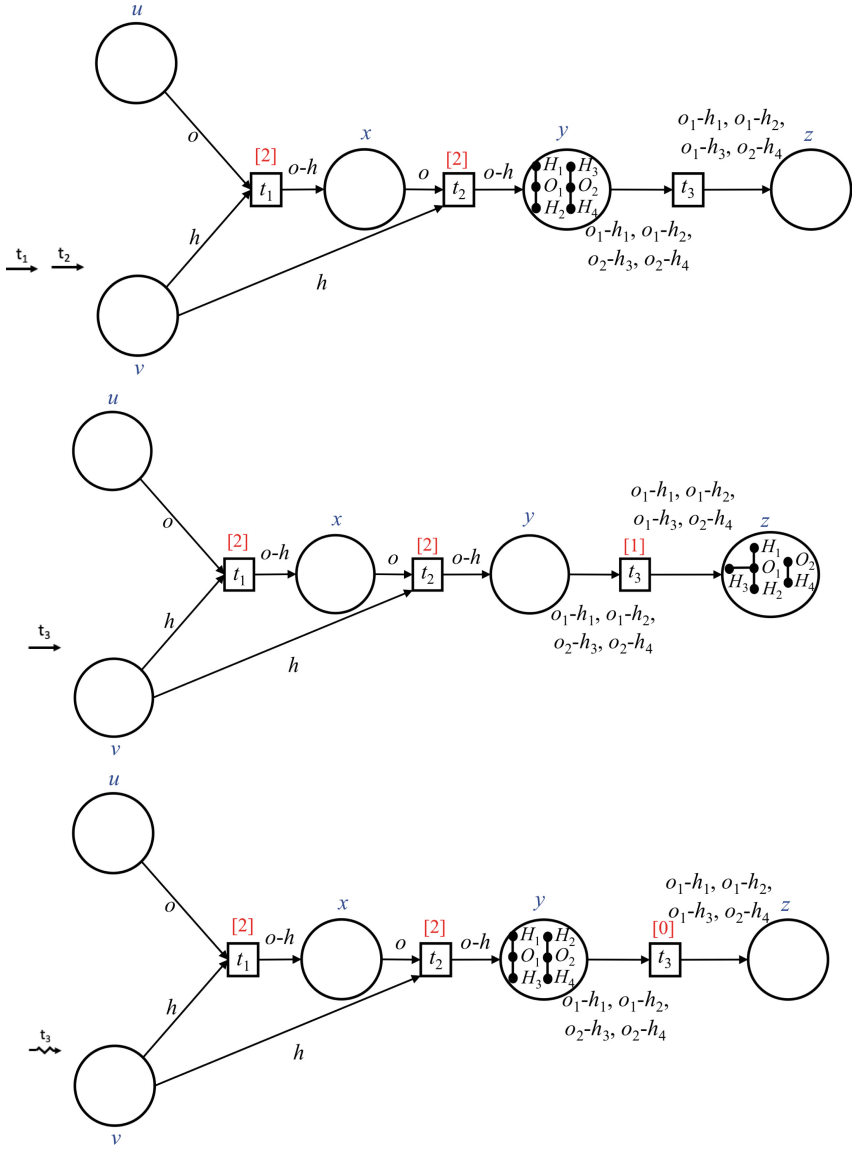 u
o
[2]
t₁
o-h
x
o
[2]
t₂
o-h
y
H₁ H₃
O₁ O₂
H₂ H₄
o₁-h₁, o₁-h₂,
o₂-h₃, o₂-h₄
t₃
o₁-h₁, o₁-h₂,
o₁-h₃, o₂-h₄
z
h
h
t₁ t₂
v
u
o
[2]
t₁
o-h
x
o
[2]
t₂
o-h
y
o₁-h₁, o₁-h₂,
o₂-h₃, o₂-h₄
[1]
t₃
o₁-h₁, o₁-h₂,
o₁-h₃, o₂-h₄
z
H₁
O₂
O₁
H₃
H₂
H₄
h
h
t₃
v
u
o
[2]
t₁
o-h
x
o
[2]
t₂
o-h
y
H₁ H₂
O₁ O₂
H₃ H₄
o₁-h₁, o₁-h₂,
o₂-h₃, o₂-h₄
[0]
t₃
o₁-h₁, o₁-h₂,
o₁-h₃, o₂-h₄
z
h
h
t₃
v